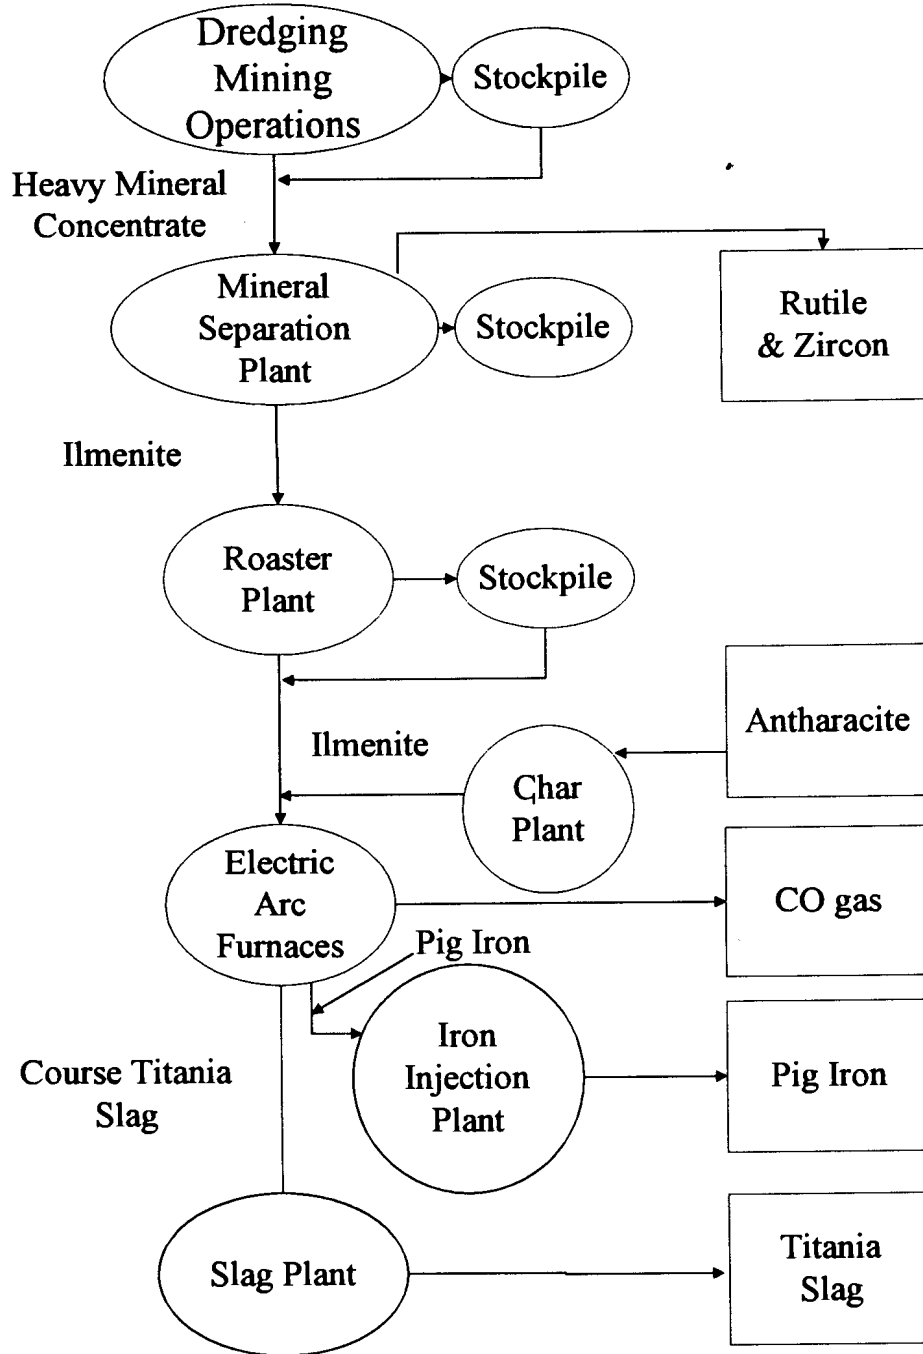 Dredging
Mining
Operations
Stockpile
Heavy Mineral
Concentrate
Mineral
Separation
Plant
Stockpile
Rutile
& Zircon
Ilmenite
Roaster
Plant
Stockpile
Antharacite
Ilmenite
Char
Plant
Electric
Arc
Furnaces
CO gas
Pig Iron
Iron
Injection
Plant
Pig Iron
Course Titania
Slag
Slag Plant
Titania
Slag